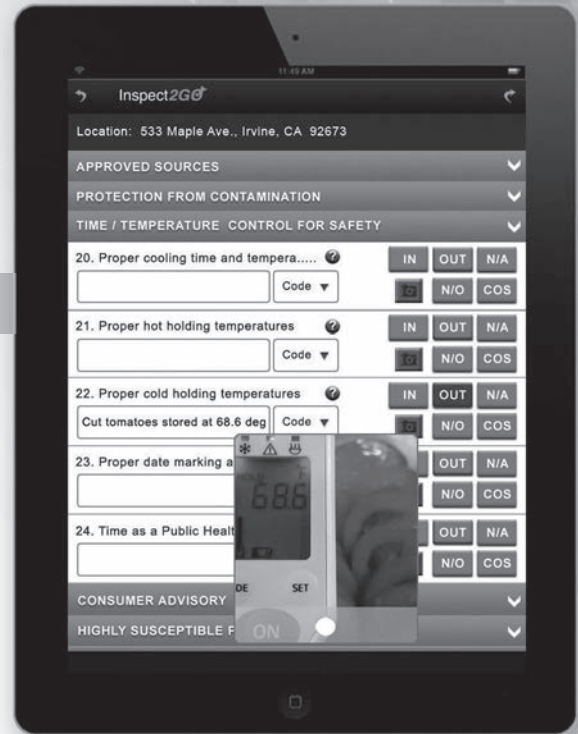 11:49 AM
Inspect2GO
Location: 533 Maple Ave., Irvine, CA 92673
APPROVED SOURCES
PROTECTION FROM CONTAMINATION
TIME / TEMPERATURE CONTROL FOR SAFETY
20. Proper cooling time and tempera..... ? IN OUT N/A
Code N/O COS
21. Proper hot holding temperatures ? IN OUT N/A
Code N/O COS
22. Proper cold holding temperatures ? IN OUT N/A
Cut tomatoes stored at 68.6 deg Code N/O COS
23. Proper date marking a OUT N/A
N/O COS
24. Time as a Public Healt OUT N/A
N/O COS
HOLD F
68.6
DE SET
ON
CONSUMER ADVISORY
HIGHLY SUSCEPTIBLE P